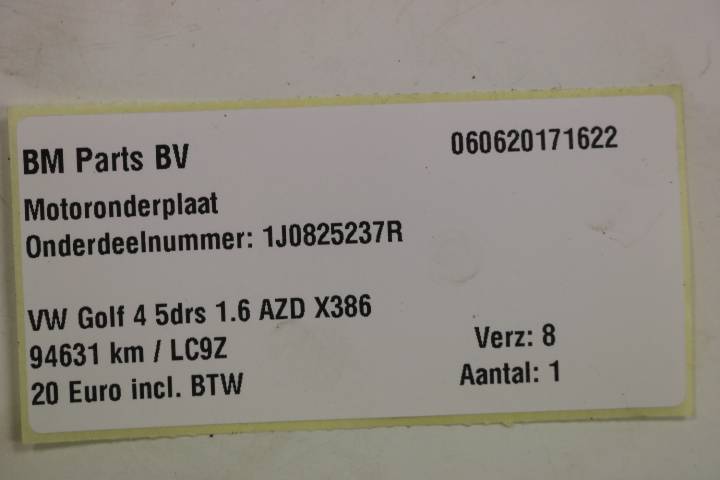 BM Parts BV 060620171622
Motoronderplaat
Onderdeelnummer: 1J0825237R
VW Golf 4 5drs 1.6 AZD X386
94631 km / LC9Z Verz: 8
20 Euro incl. BTW Aantal: 1